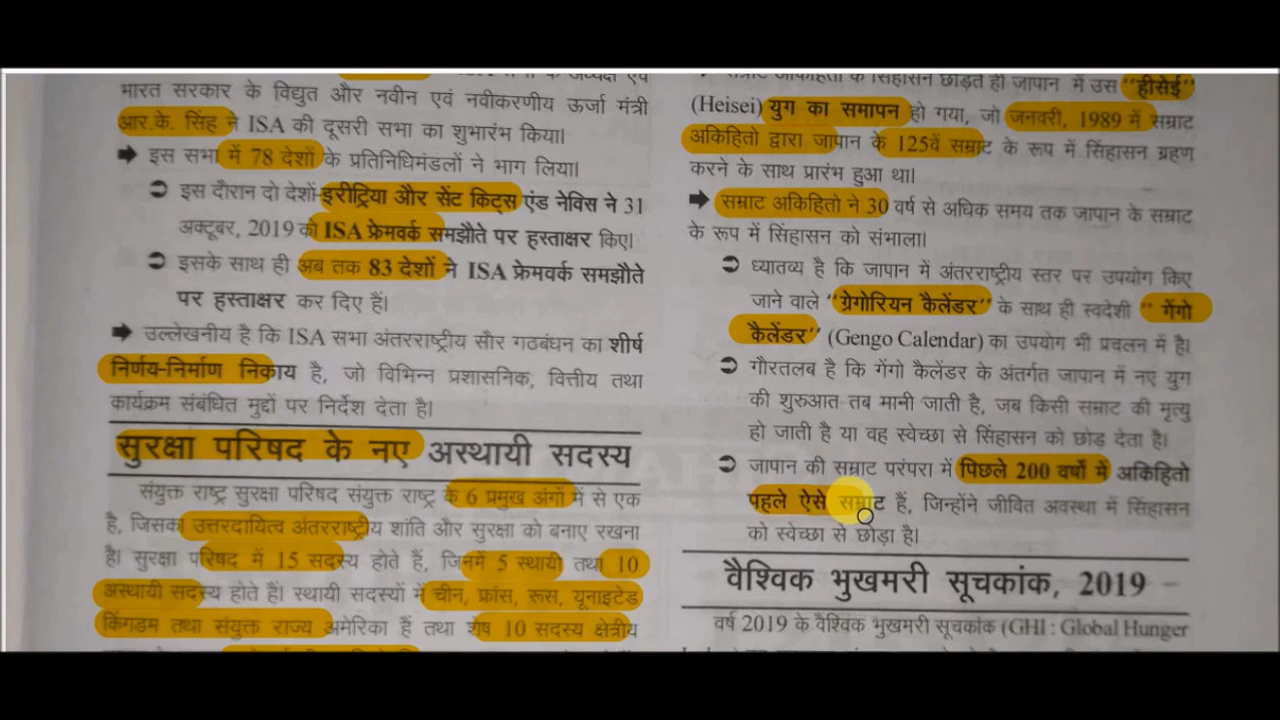 भारत सरकार के विद्युत और नवीन एवं नवीकरणीय ऊर्जा मंत्री
आर.के. सिंह ने ISA की दूसरी सभा का शुभारंभ किया।
इस सभा में 78 देशों के प्रतिनिधिमंडलों ने भाग लिया।
इस दौरान दो देशों-इरीट्रिया और सेंट किट्स एंड नेविस ने 31
अक्टूबर, 2019 को ISA फ्रेमवर्क समझौते पर हस्ताक्षर किए।
इसके साथ ही अब तक 83 देशों ने ISA फ्रेमवर्क समझौते
पर हस्ताक्षर कर दिए हैं।
उल्लेखनीय है कि ISA सभा अंतरराष्ट्रीय सौर गठबंधन का शीर्ष
निर्णय-निर्माण निकाय है, जो विभिन्न प्रशासनिक, वित्तीय तथा
कार्यक्रम संबंधित मुद्दों पर निर्देश देता है।
सुरक्षा परिषद के नए अस्थायी सदस्य
संयुक्त राष्ट्र सुरक्षा परिषद संयुक्त राष्ट्र के 6 प्रमुख अंगों में से एक
है, जिसका उत्तरदायित्व अंतरराष्ट्रीय शांति और सुरक्षा को बनाए रखना
है। सुरक्षा परिषद में 15 सदस्य होते हैं, जिनमें 5 स्थायी तथा 10
अस्थायी सदस्य होते हैं। स्थायी सदस्यों में चीन, फ्रांस, रूस, यूनाइटेड
किंगडम तथा संयुक्त राज्य अमेरिका हैं तथा शेष 10 सदस्य क्षेत्रीय
सम्राट अकिहितो के सिंहासन छोड़ते ही जापान में उस "हीसेई"
(Heisei) युग का समापन हो गया, जो जनवरी, 1989 में सम्राट
अकिहितो द्वारा जापान के 125वें सम्राट के रूप में सिंहासन ग्रहण
करने के साथ प्रारंभ हुआ था।
सम्राट अकिहितो ने 30 वर्ष से अधिक समय तक जापान के सम्राट
के रूप में सिंहासन को संभाला।
ध्यातव्य है कि जापान में अंतरराष्ट्रीय स्तर पर उपयोग किए
जाने वाले "ग्रेगोरियन कैलेंडर" के साथ ही स्वदेशी "गेंगो
कैलेंडर" (Gengo Calendar) का उपयोग भी प्रचलन में है।
गौरतलब है कि गेंगो कैलेंडर के अंतर्गत जापान में नए युग
की शुरुआत तब मानी जाती है, जब किसी सम्राट की मृत्यु
हो जाती है या वह स्वेच्छा से सिंहासन को छोड़ देता है।
जापान की सम्राट परंपरा में पिछले 200 वर्षों में अकिहितो
पहले ऐसे सम्राट हैं, जिन्होंने जीवित अवस्था में सिंहासन
को स्वेच्छा से छोड़ा है।
वैश्विक भुखमरी सूचकांक, 2019
वर्ष 2019 के वैश्विक भुखमरी सूचकांक (GHI : Global Hunger